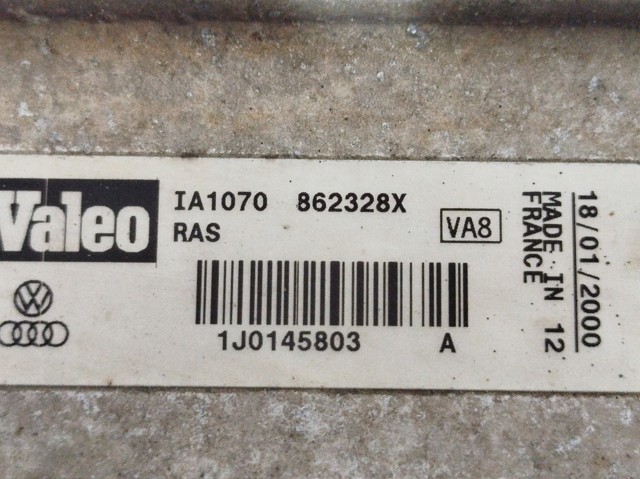 Valeo
IA1070 862328X
RAS
VA8
1J0145803 A
18/01/2000
MADE IN 12
FRANCE